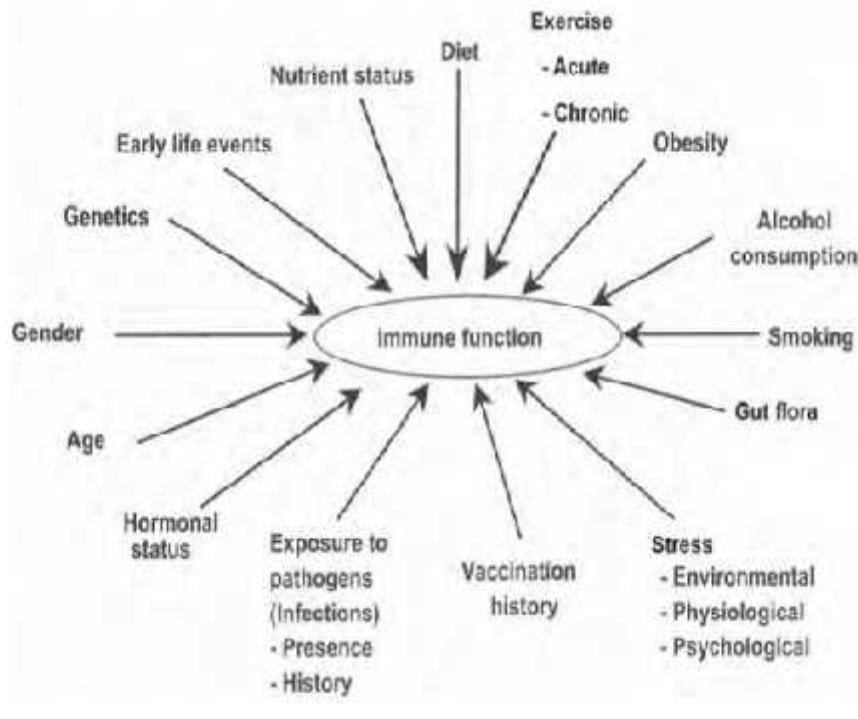 Exercise
- Acute
- Chronic
Diet
Nutrient status
Obesity
Early life events
Genetics
Alcohol
consumption
Gender
Immune function
Smoking
Gut flora
Age
Hormonal
status
Exposure to
pathogens
(Infections)
- Presence
- History
Vaccination
history
Stress
- Environmental
- Physiological
- Psychological